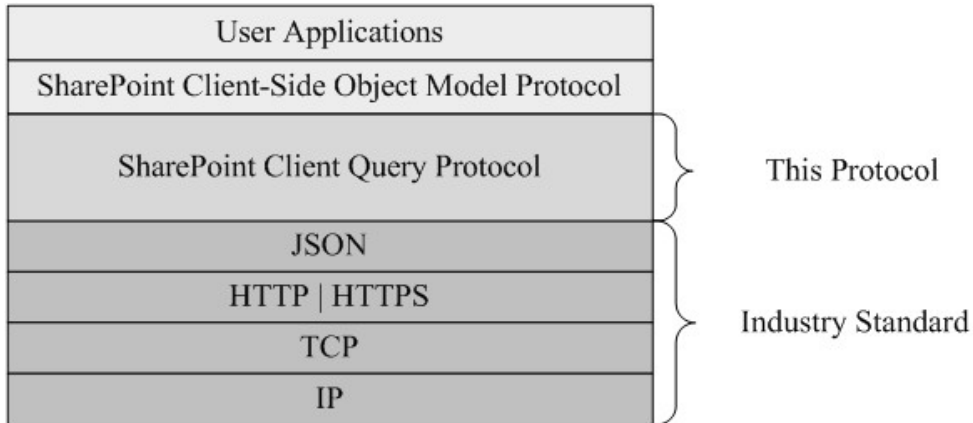 User Applications
SharePoint Client-Side Object Model Protocol
SharePoint Client Query Protocol
This Protocol
JSON
HTTP | HTTPS
TCP
IP
Industry Standard